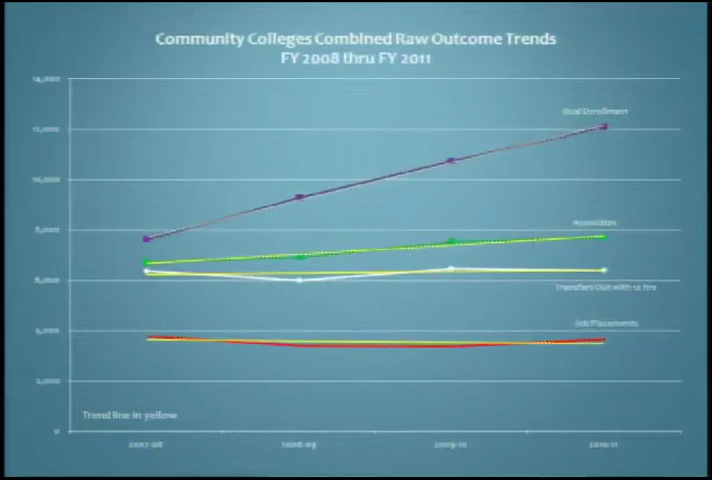 Community Colleges Combined Raw Outcome Trends
FY 2008 thru FY 2011
14,000
12,000
Dual Enrollment
10,000
8,000
Associates
6,000
Transfers Out with 12 hrs
Job Placements
4,000
2,000
Trend line in yellow
0
2007-08 2008-09 2009-10 2010-11